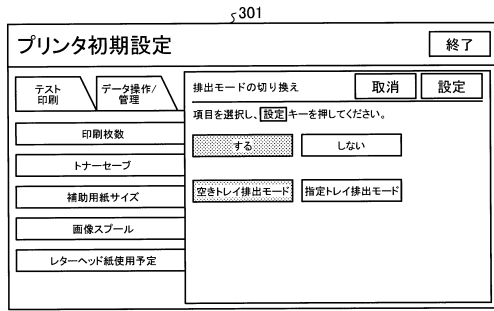 301
プリンタ初期設定
終了
テスト
印刷
データ操作/
管理
印刷枚数
トナーセーブ
補助用紙サイズ
画像スプール
レターヘッド紙使用予定
排出モードの切り換え
取消
設定
項目を選択し、設定キーを押してください。
する
しない
空きトレイ排出モード
指定トレイ排出モード